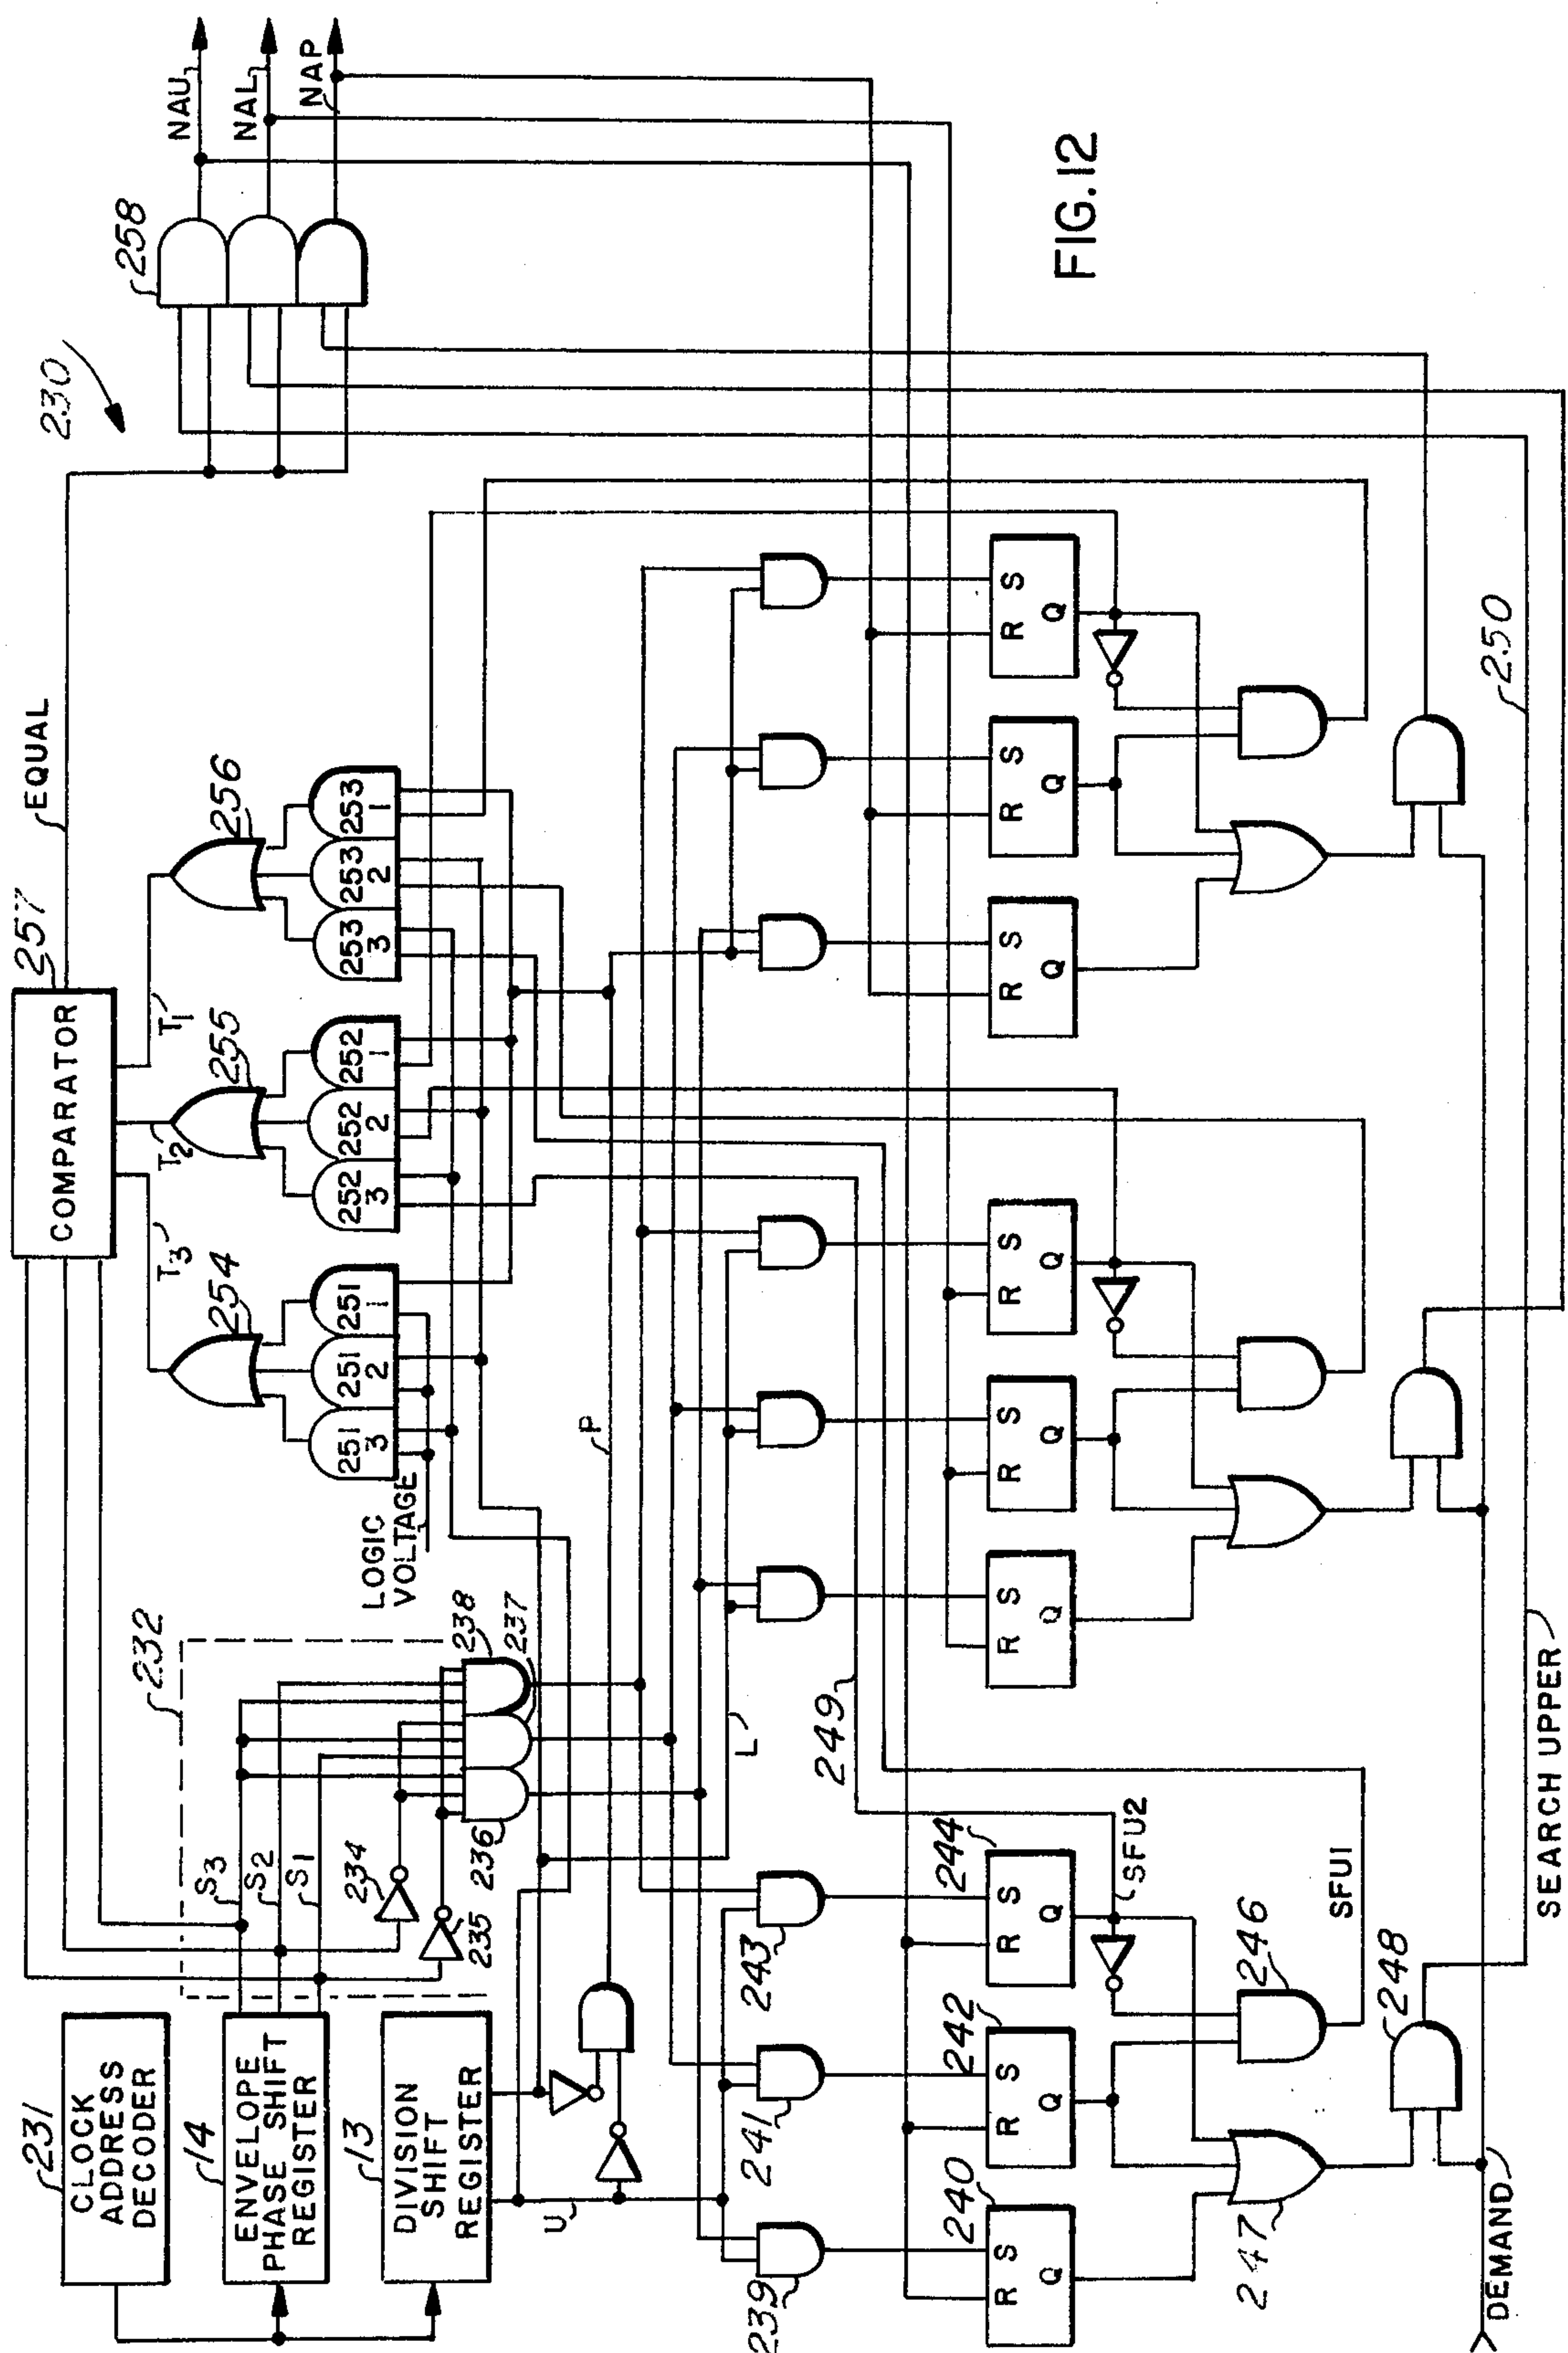 230
258
NAU
NAL
NAP
EQUAL
257
COMPARATOR
T3
T2
T1
254
255
256
251
3
251
2
251
1
252
3
252
2
252
1
253
3
253
2
253
1
LOGIC
VOLTAGE
231
CLOCK
ADDRESS
DECODER
14
ENVELOPE
PHASE SHIFT
REGISTER
13
DIVISION
SHIFT
REGISTER
232
S3
S2
S1
234
235
236
238
237
U
P
L
239
241
243
249
240
242
244
R S
Q
R S
Q
R S
Q
R S
Q
R S
Q
R S
Q
R S
Q
R S
Q
R S
Q
SFU2
SFU1
246
247
248
250
DEMAND
SEARCH UPPER
FIG.12